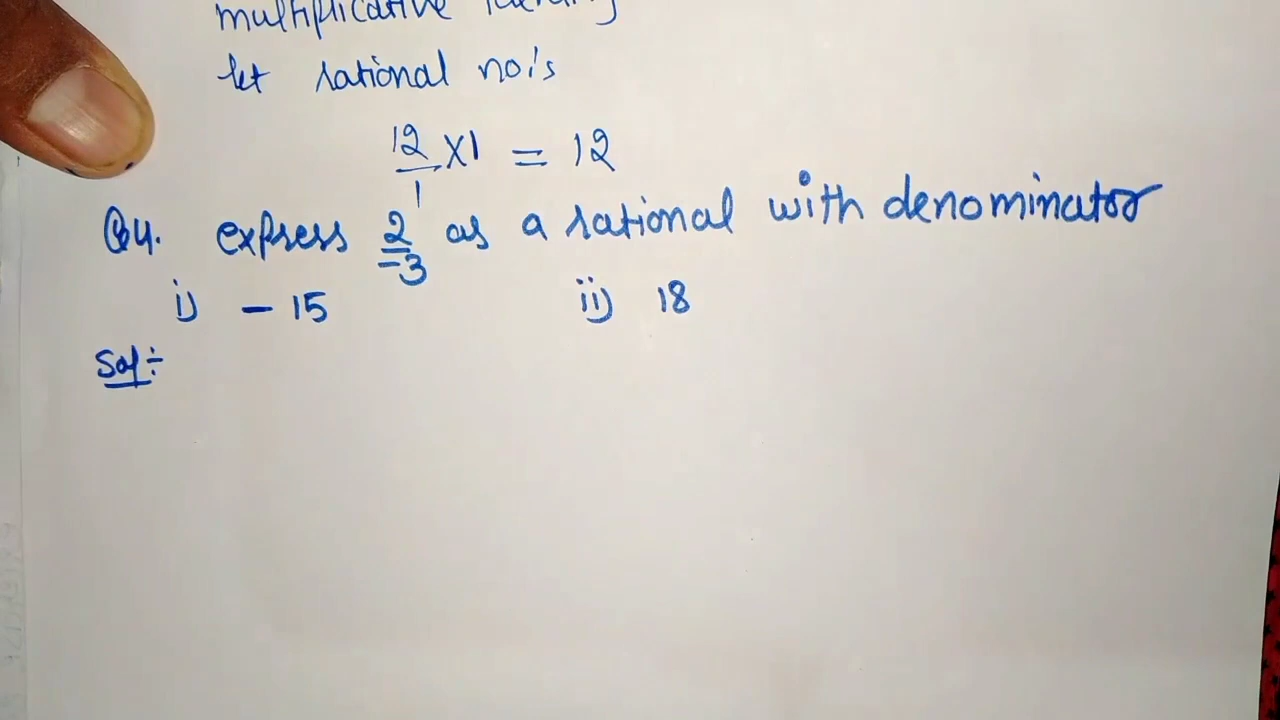 multiplicative
let rational no's
12/1 X1 = 12
Q4. express 2/-3 as a rational with denominator
i) - 15 ii) 18
Sol:-